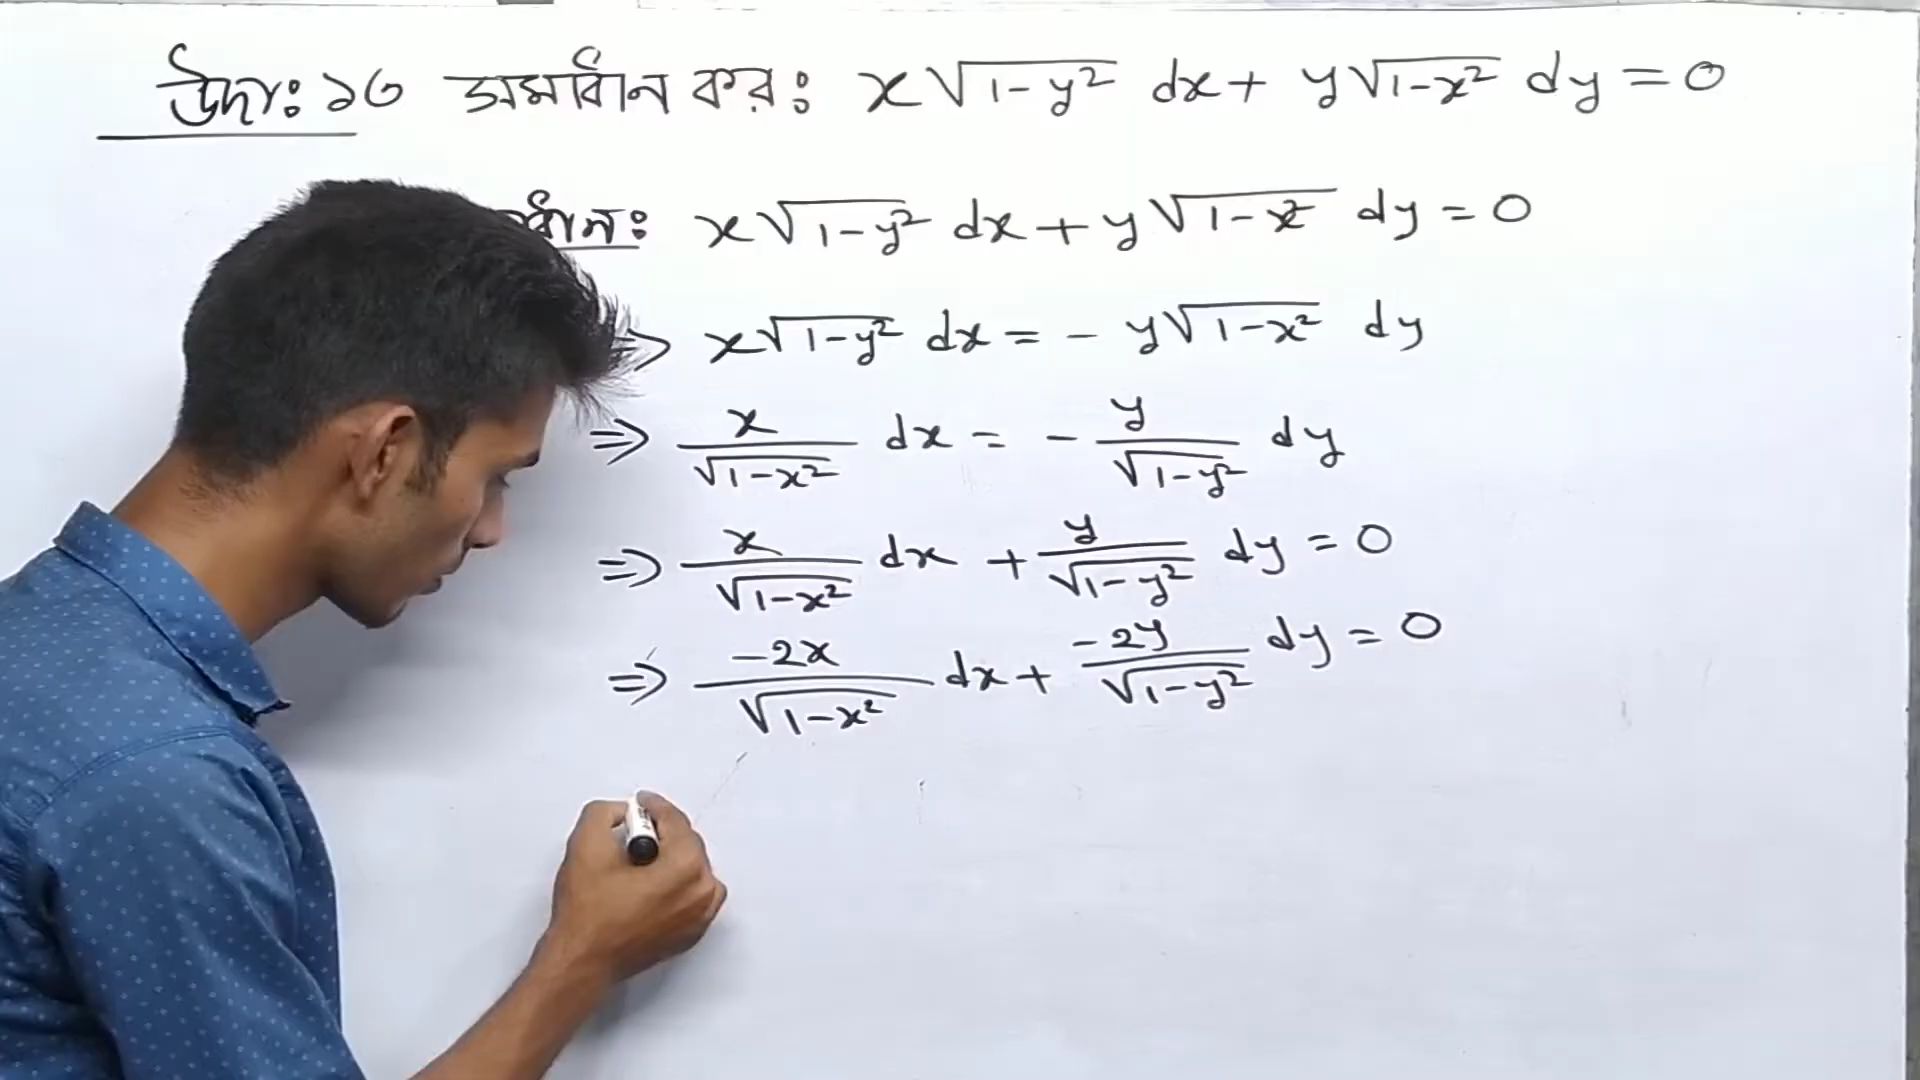 উদাঃ ১৩ সমাধান করঃ x√(1-y²) dx + y√(1-x²) dy = 0
x√(1-y²) dx + y√(1-x²) dy = 0
⇒ x√(1-y²) dx = - y√(1-x²) dy
⇒ x/√(1-x²) dx = - y/√(1-y²) dy
⇒ x/√(1-x²) dx + y/√(1-y²) dy = 0
⇒ -2x/√(1-x²) dx + -2y/√(1-y²) dy = 0